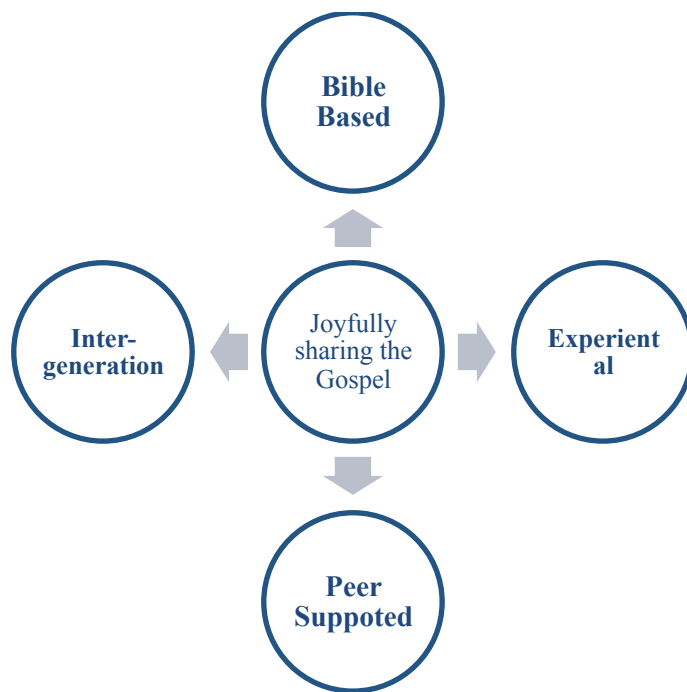 Bible
Based
Inter-
generation
Joyfully
sharing the
Gospel
Experient
al
Peer
Suppoted